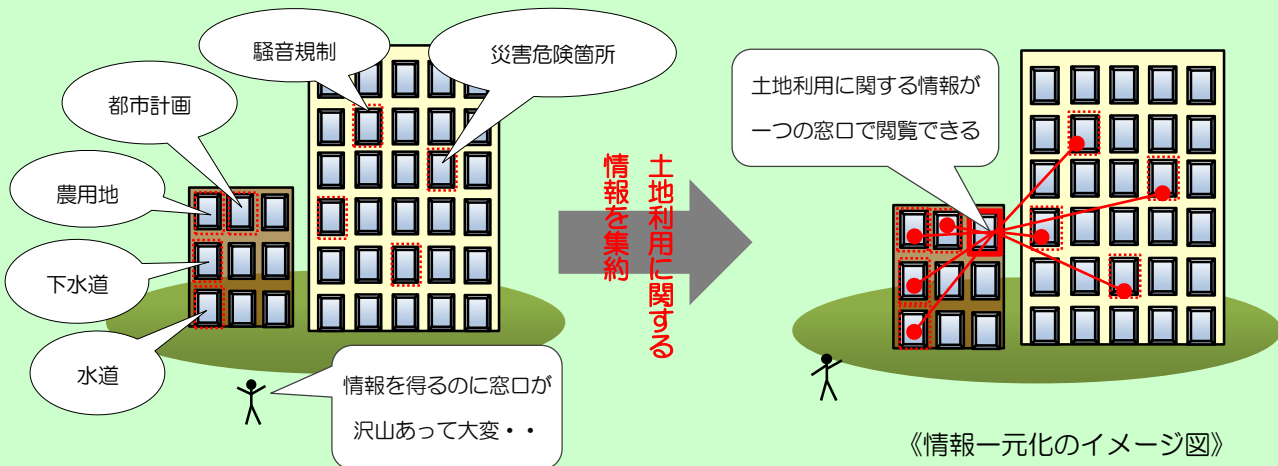 騒音規制
災害危険箇所
都市計画
農用地
下水道
水道
情報を得るのに窓口が
沢山あって大変・・
土地利用に関する
情報を集約
土地利用に関する情報が
一つの窓口で閲覧できる
《情報一元化のイメージ図》